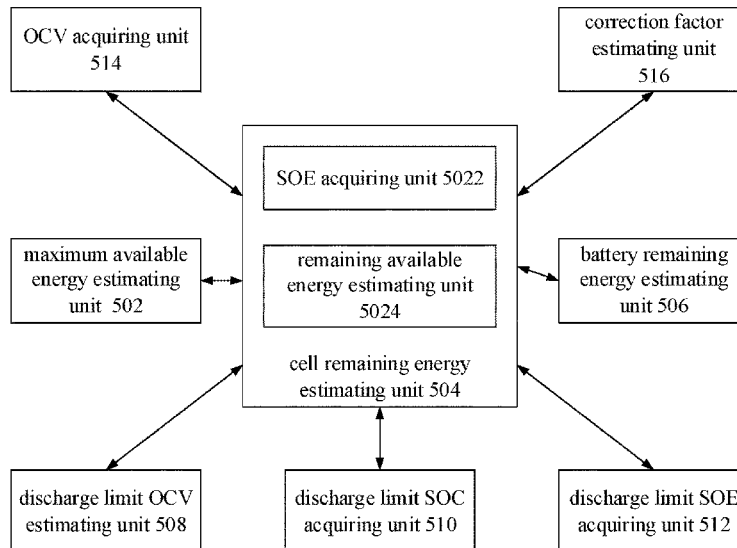 OCV acquiring unit
514
correction factor
estimating unit
516
SOE acquiring unit 5022
maximum available
energy estimating
unit 502
remaining available
energy estimating unit
5024
battery remaining
energy estimating
unit 506
cell remaining energy
estimating unit 504
discharge limit OCV
estimating unit 508
discharge limit SOC
acquiring unit 510
discharge limit SOE
acquiring unit 512